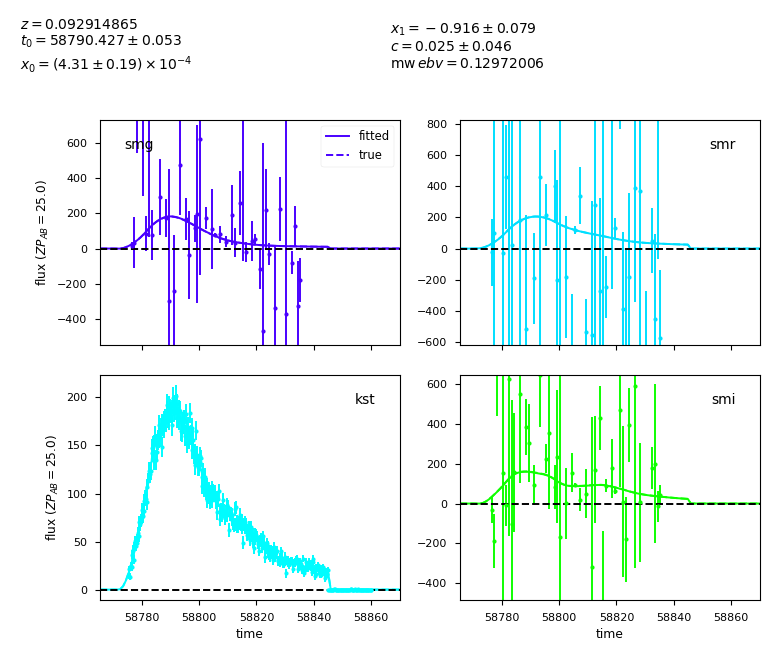 z = 0.092914865
t₀ = 58790.427 ± 0.053
x₀ = (4.31 ± 0.19) × 10⁻⁴
x₁ = −0.916 ± 0.079
c = 0.025 ± 0.046
mw ebv = 0.12972006
smg
fitted
true
600
400
200
0
−200
−400
flux (ZP_AB = 25.0)
smr
800
600
400
200
0
−200
−400
−600
kst
200
150
100
50
0
flux (ZP_AB = 25.0)
58780 58800 58820 58840 58860
time
smi
600
400
200
0
−200
−400
58780 58800 58820 58840 58860
time